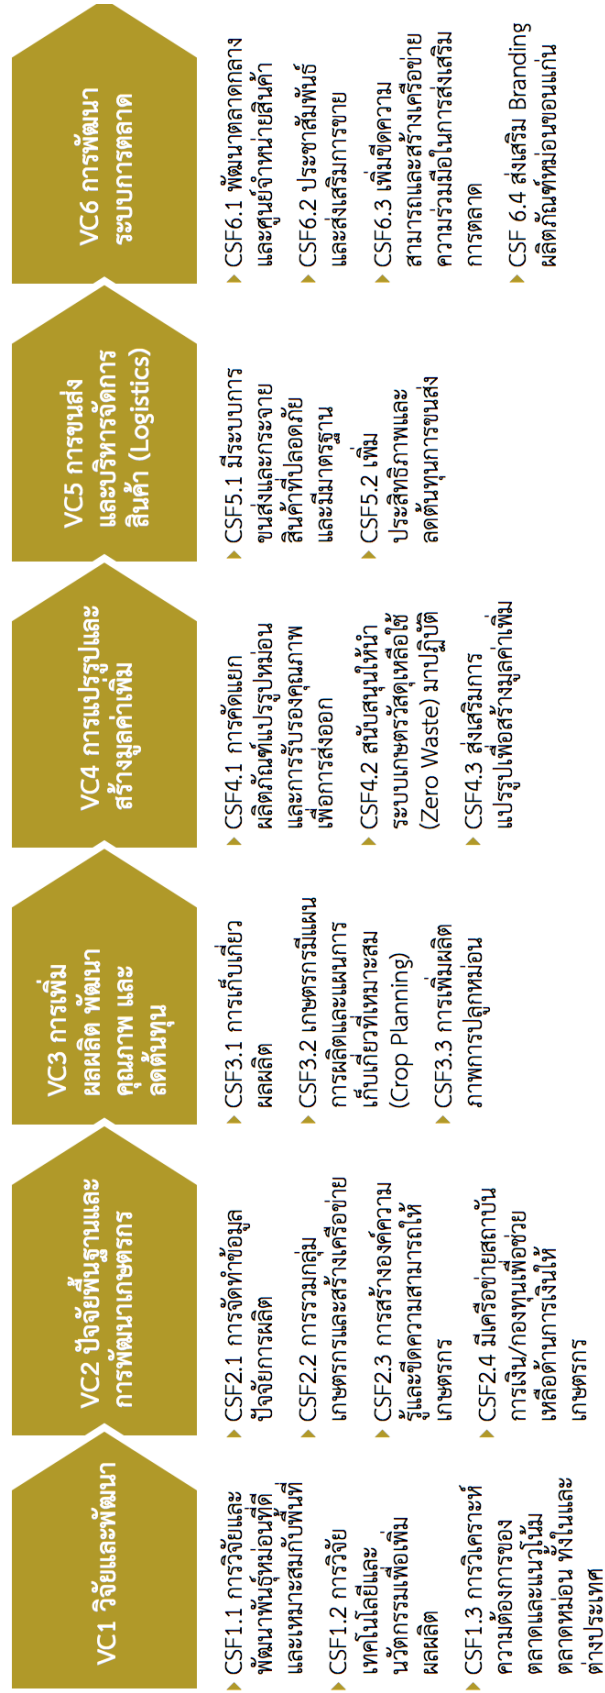 VC1 วิจัยและพัฒนา
▶ CSF1.1 การวิจัยและ
พัฒนาพันธุ์หม่อนที่ดี
และเหมาะสมกับพื้นที่
▶ CSF1.2 การวิจัย
เทคโนโลยีและ
นวัตกรรมเพื่อเพิ่ม
ผลผลิต
▶ CSF1.3 การวิเคราะห์
ความต้องการของ
ตลาดและแนวโน้ม
ตลาดหม่อน ทั้งในและ
ต่างประเทศ
VC2 ปัจจัยพื้นฐานและ
การพัฒนาเกษตรกร
▶ CSF2.1 การจัดทำข้อมูล
ปัจจัยการผลิต
▶ CSF2.2 การรวมกลุ่ม
เกษตรกรและสร้างเครือข่าย
▶ CSF2.3 การสร้างองค์ความ
รู้และขีดความสามารถให้
เกษตรกร
▶ CSF2.4 มีเครือข่ายสถาบัน
การเงิน/กองทุนเพื่อช่วย
เหลือด้านการเงินให้
เกษตรกร
VC3 การเพิ่ม
ผลผลิต พัฒนา
คุณภาพ และ
ลดต้นทุน
▶ CSF3.1 การเก็บเกี่ยว
ผลผลิต
▶ CSF3.2 เกษตรกรมีแผน
การผลิตและแผนการ
เก็บเกี่ยวที่เหมาะสม
(Crop Planning)
▶ CSF3.3 การเพิ่มผลิต
ภาพการปลูกหม่อน
VC4 การแปรรูปและ
สร้างมูลค่าเพิ่ม
▶ CSF4.1 การคัดแยก
ผลิตภัณฑ์แปรรูปหม่อน
และการรับรองคุณภาพ
เพื่อการส่งออก
▶ CSF4.2 สนับสนุนให้นำ
ระบบเกษตรวัสดุเหลือใช้
(Zero Waste) มาปฏิบัติ
▶ CSF4.3 ส่งเสริมการ
แปรรูปเพื่อสร้างมูลค่าเพิ่ม
VC5 การขนส่ง
และบริหารจัดการ
สินค้า (Logistics)
▶ CSF5.1 มีระบบการ
ขนส่งและกระจาย
สินค้าที่ปลอดภัย
และมีมาตรฐาน
▶ CSF5.2 เพิ่ม
ประสิทธิภาพและ
ลดต้นทุนการขนส่ง
VC6 การพัฒนา
ระบบการตลาด
▶ CSF6.1 พัฒนาตลาดกลาง
และศูนย์จำหน่ายสินค้า
▶ CSF6.2 ประชาสัมพันธ์
และส่งเสริมการขาย
▶ CSF6.3 เพิ่มขีดความ
สามารถและสร้างเครือข่าย
ความร่วมมือในการส่งเสริม
การตลาด
▶ CSF 6.4 ส่งเสริม Branding
ผลิตภัณฑ์หม่อนขอนแก่น